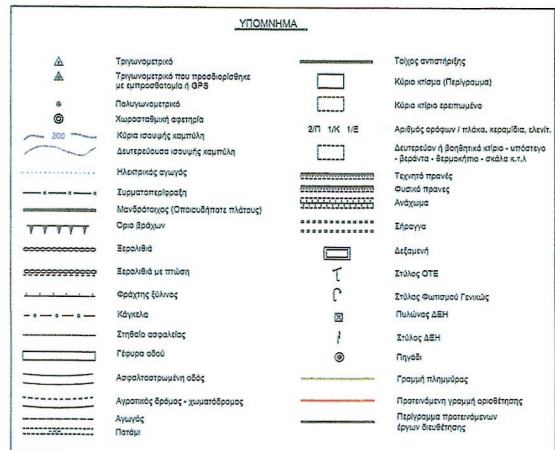 ΥΠΟΜΝΗΜΑ
Τριγωνομετρικό
Τριγωνομετρικό που προσδιορίσθηκε
με εμπροσθοτομία ή GPS
Πολυγωνομετρικό
Χωροσταθμική αφετηρία
200
Κύρια ισοϋψής καμπύλη
Δευτερεύουσα ισοϋψής καμπύλη
Ηλεκτρικός αγωγός
Συρματοπερίφραξη
Μανδρότοιχος (Οποιουδήποτε πλάτους)
Όριο βράχων
Ξερολιθιά
Ξερολιθιά με πτώση
Φράχτης ξύλινος
Κάγκελα
Στηθαίο ασφαλείας
Γέφυρα οδού
Ασφαλτοστρωμένη οδός
Αγροτικός δρόμος - χωματόδρομος
Αγωγός
Ποτάμι
Τοίχος αντιστήριξης
Κύριο κτίσμα (Περίγραμμα)
Κύριο κτίριο ερειπωμένο
2/Π 1/Κ 1/Ε Αριθμός ορόφων / πλάκα, κεραμίδια, ελενίτ.
Δευτερεύον ή βοηθητικό κτίριο - υπόστεγο
- βεράντα - θερμοκήπιο - σκάλα κ.τ.λ
Τεχνητό πρανές
Φυσικό πρανες
Ανάχωμα
Σήραγγα
Δεξαμενή
Στύλος ΟΤΕ
Στύλος Φωτισμού Γενικώς
Πυλώνας ΔΕΗ
Στύλος ΔΕΗ
Πηγάδι
Γραμμή πλημμύρας
Προτεινόμενη γραμμή οριοθέτησης
Περίγραμμα προτεινόμενων
έργων διευθέτησης